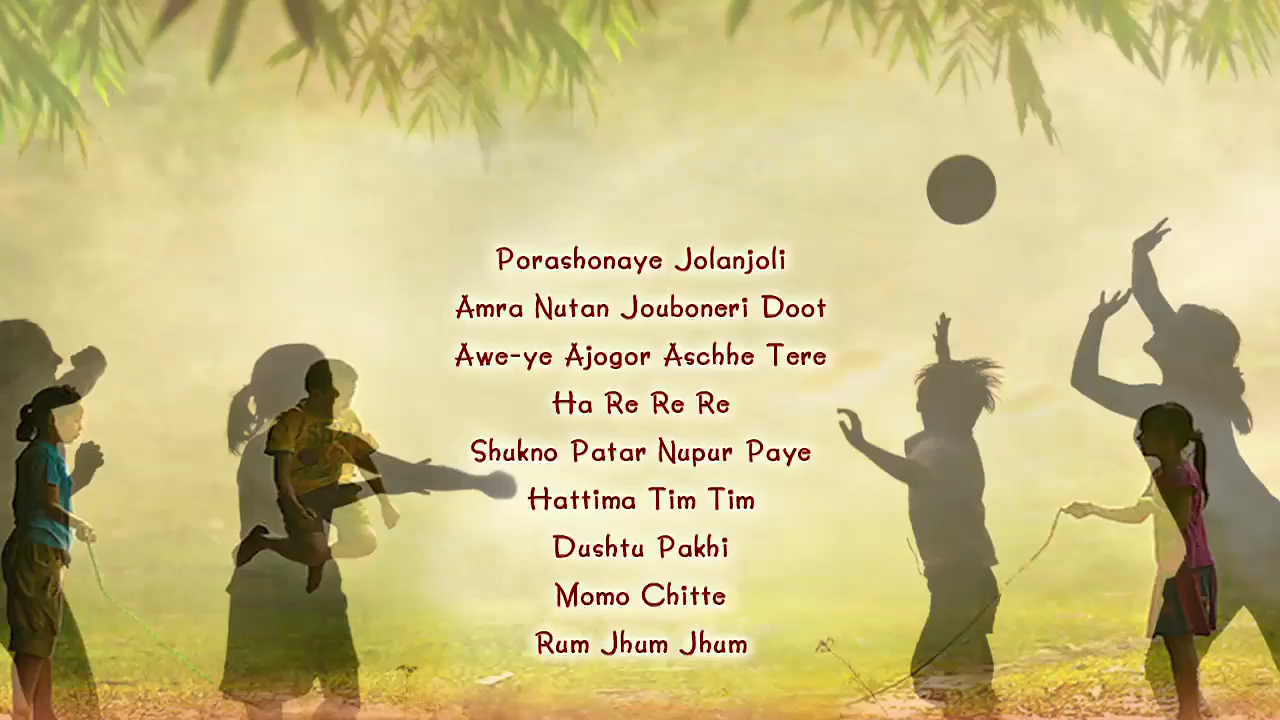 Porashonaye Jolanjoli
Amra Nutan Jouboneri Doot
Awe-ye Ajogor Aschhe Tere
Ha Re Re Re
Shukno Patar Nupur Paye
Hattima Tim Tim
Dushtu Pakhi
Momo Chitte
Rum Jhum Jhum